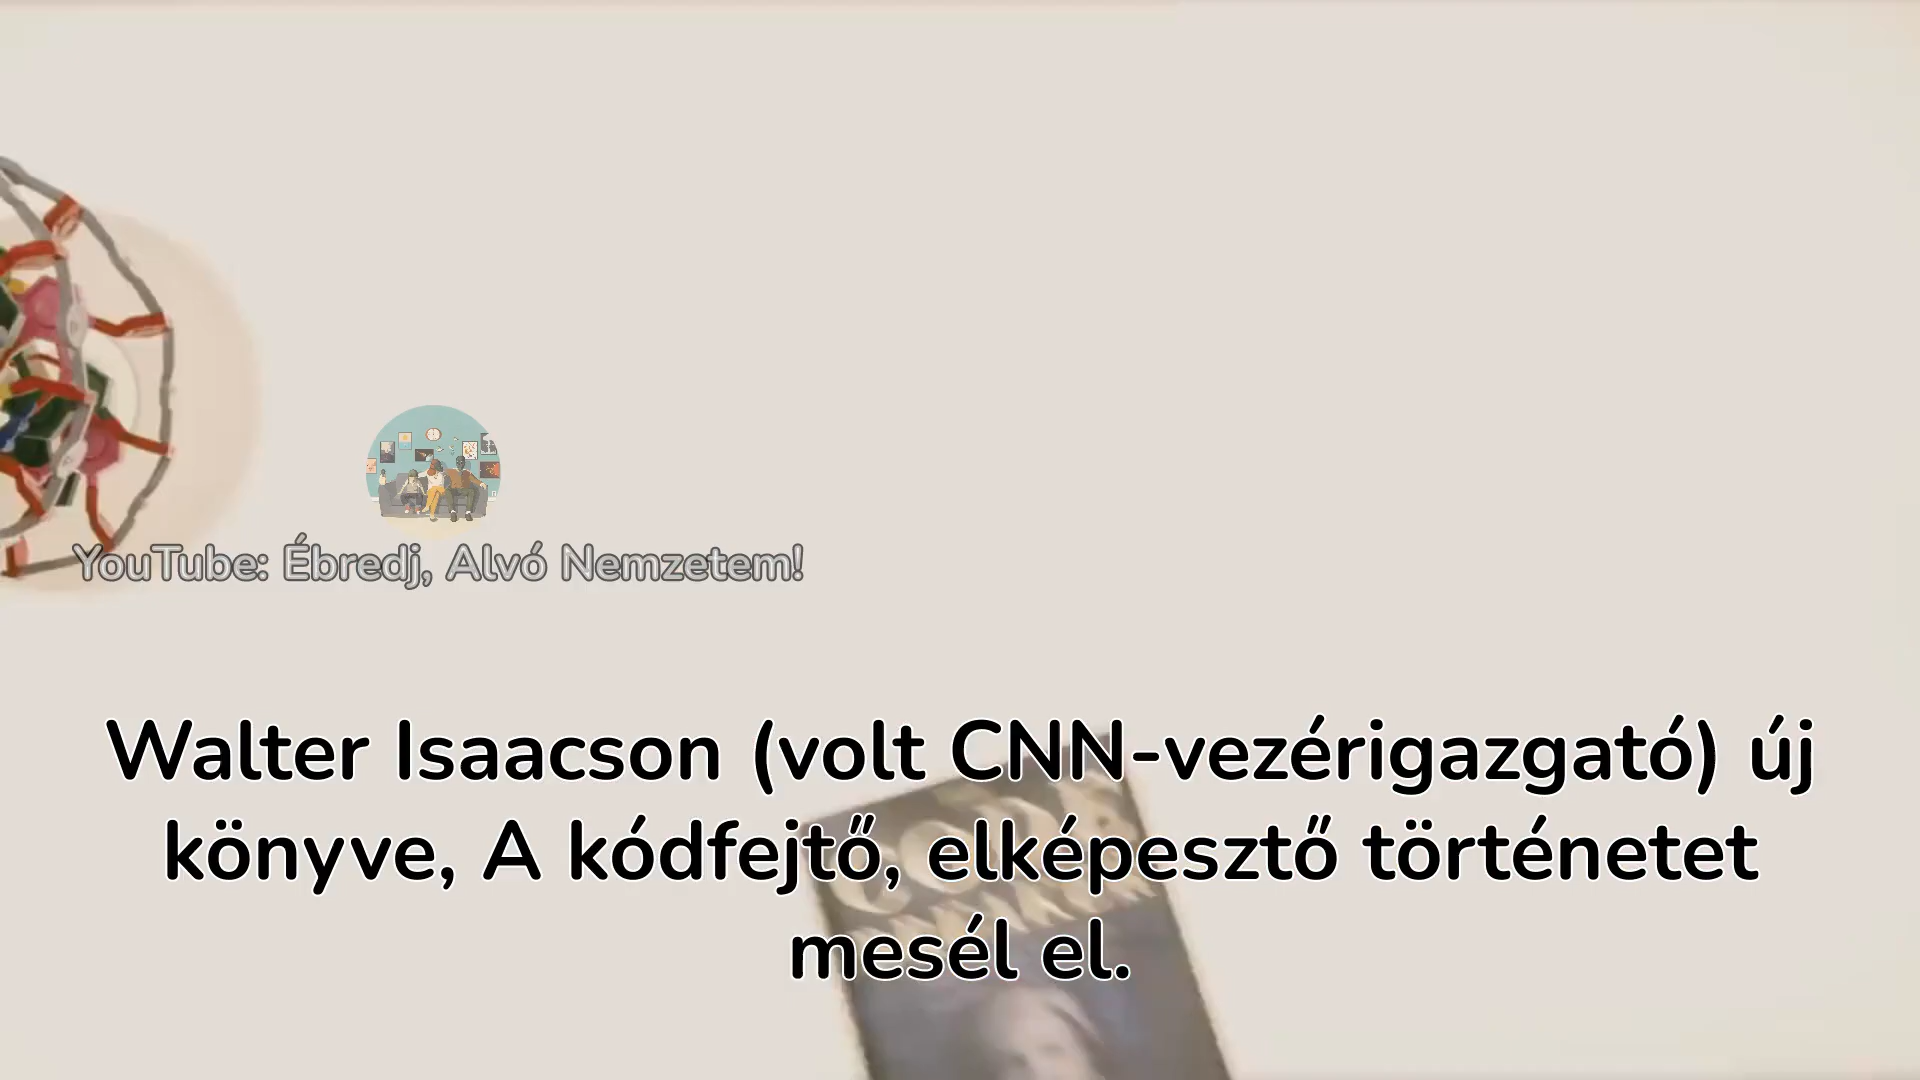 YouTube: Ébredj, Alvó Nemzetem!
Walter Isaacson (volt CNN-vezérigazgató) új
könyve, A kódfejtő, elképesztő történetet
mesél el.